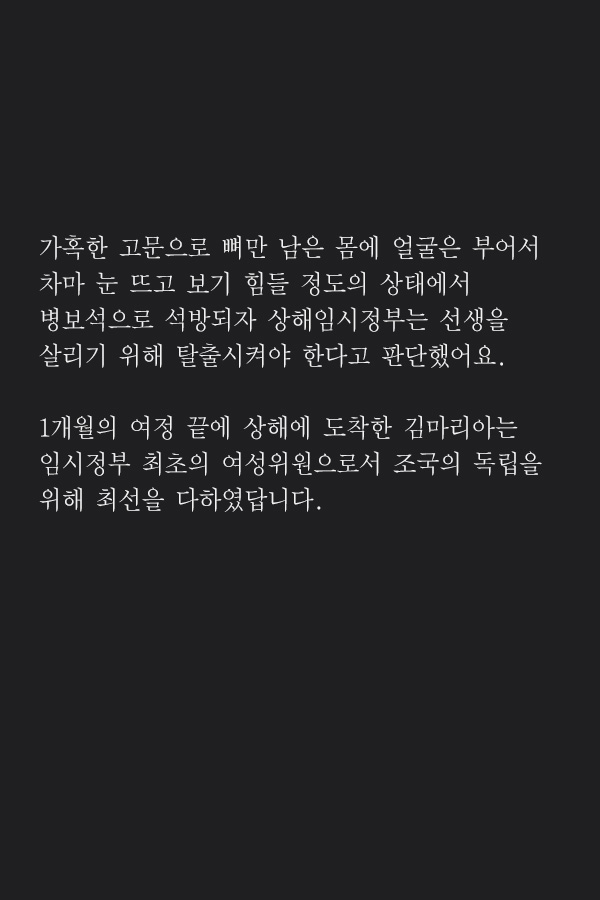 가혹한 고문으로 뼈만 남은 몸에 얼굴은 부어서
차마 눈 뜨고 보기 힘들 정도의 상태에서
병보석으로 석방되자 상해임시정부는 선생을
살리기 위해 탈출시켜야 한다고 판단했어요.
1개월의 여정 끝에 상해에 도착한 김마리아는
임시정부 최초의 여성위원으로서 조국의 독립을
위해 최선을 다하였답니다.